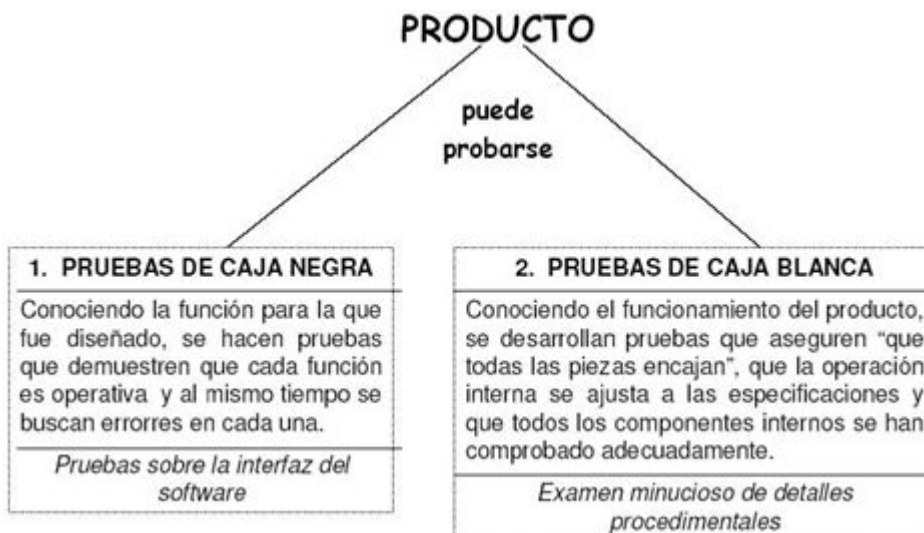 PRODUCTO
puede
probarse
1. PRUEBAS DE CAJA NEGRA
Conociendo la función para la que
fue diseñado, se hacen pruebas
que demuestren que cada función
es operativa y al mismo tiempo se
buscan errorres en cada una.
Pruebas sobre la interfaz del
software
2. PRUEBAS DE CAJA BLANCA
Conociendo el funcionamiento del producto,
se desarrollan pruebas que aseguren “que
todas las piezas encajan”, que la operación
interna se ajusta a las especificaciones y
que todos los componentes internos se han
comprobado adecuadamente.
Examen minucioso de detalles
procedimentales